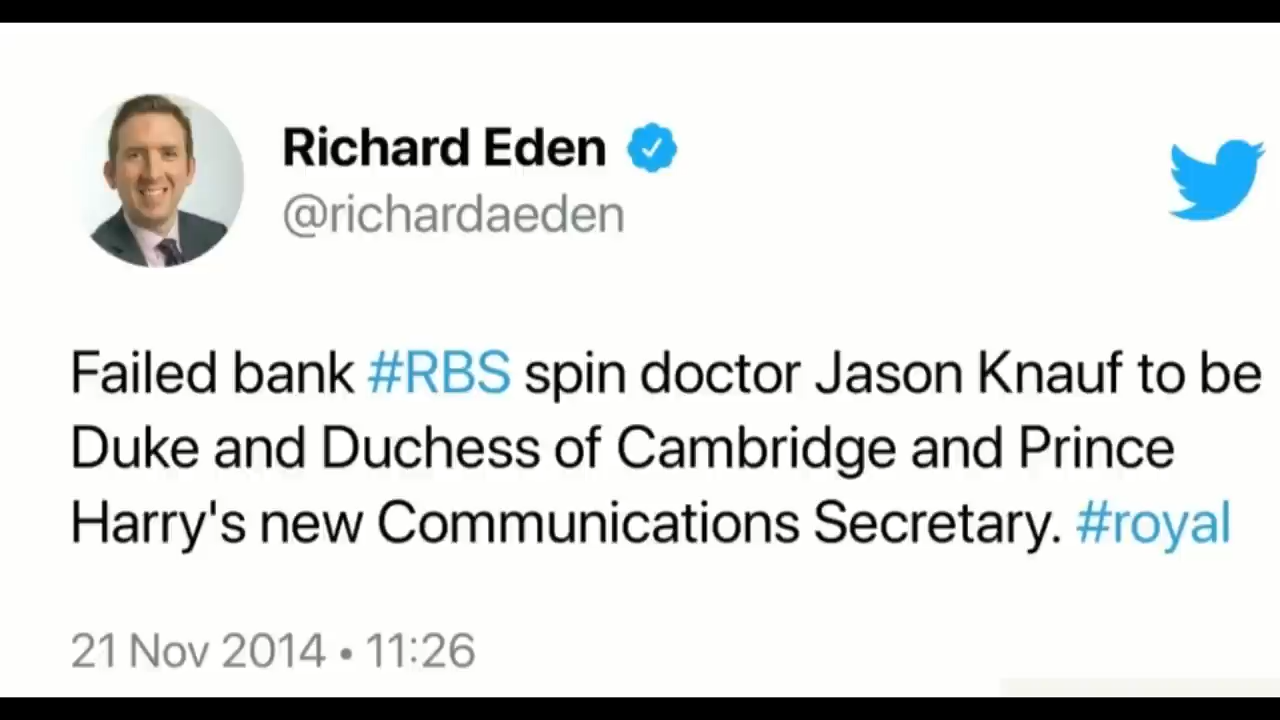 Richard Eden
@richardaeden
Failed bank #RBS spin doctor Jason Knauf to be
Duke and Duchess of Cambridge and Prince
Harry's new Communications Secretary. #royal
21 Nov 2014 • 11:26